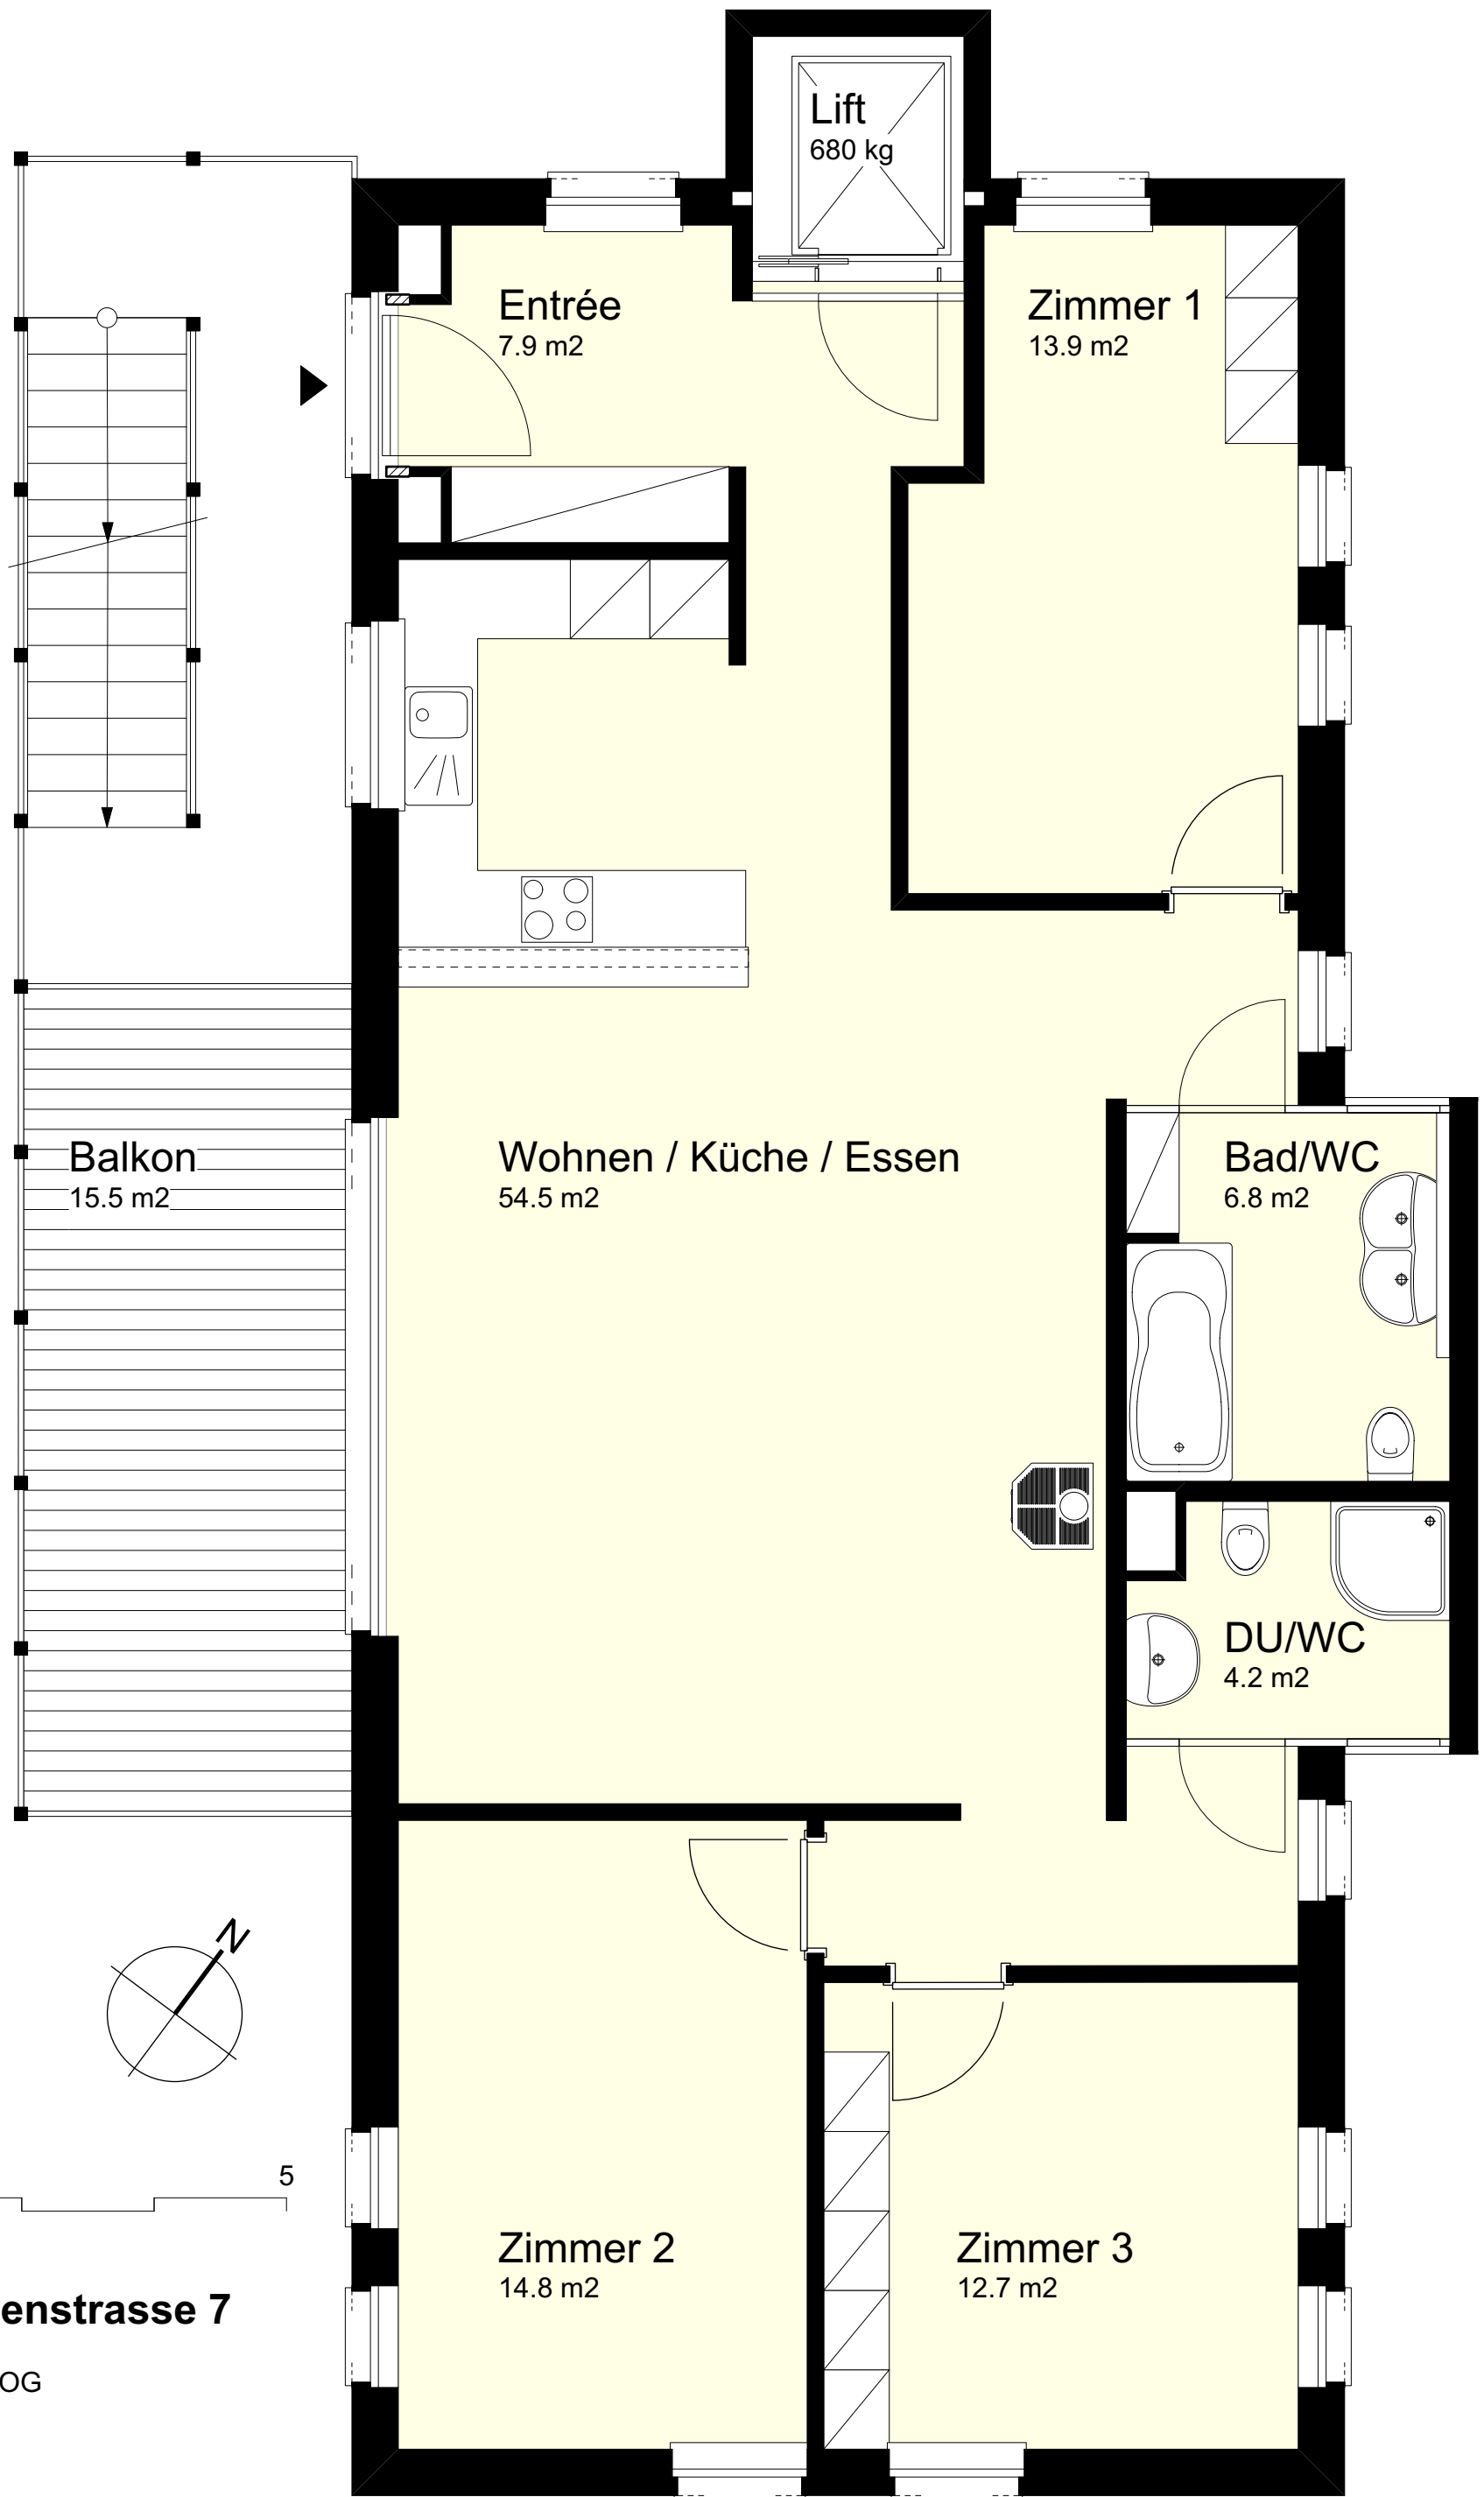 Lift
680 kg
Entrée
7.9 m2
Zimmer 1
13.9 m2
Balkon
15.5 m2
Wohnen / Küche / Essen
54.5 m2
Bad/WC
6.8 m2
DU/WC
4.2 m2
N
5
Zimmer 2
14.8 m2
Zimmer 3
12.7 m2
enstrasse 7
OG